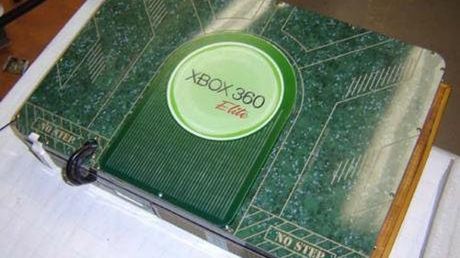 XBOX 360
Elite
NO STEP
NO STEP